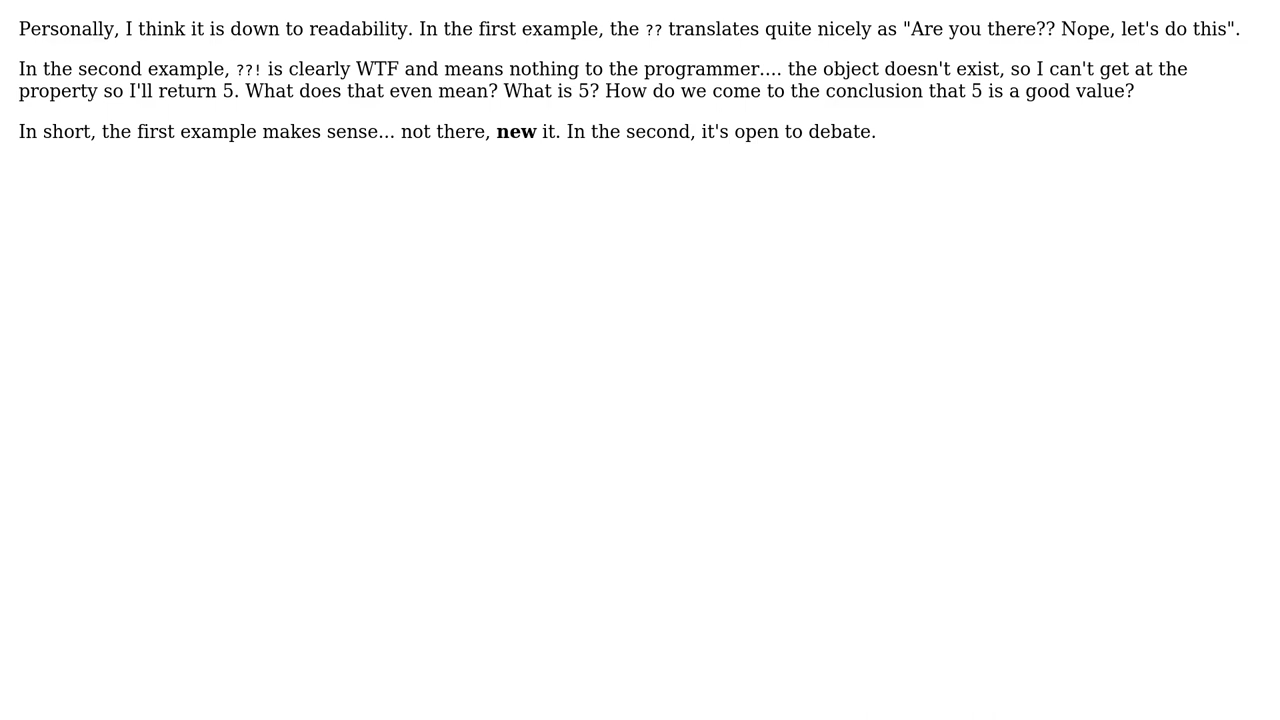 Personally, I think it is down to readability. In the first example, the ?? translates quite nicely as "Are you there?? Nope, let's do this".
In the second example, ??! is clearly WTF and means nothing to the programmer.... the object doesn't exist, so I can't get at the
property so I'll return 5. What does that even mean? What is 5? How do we come to the conclusion that 5 is a good value?
In short, the first example makes sense... not there, new it. In the second, it's open to debate.